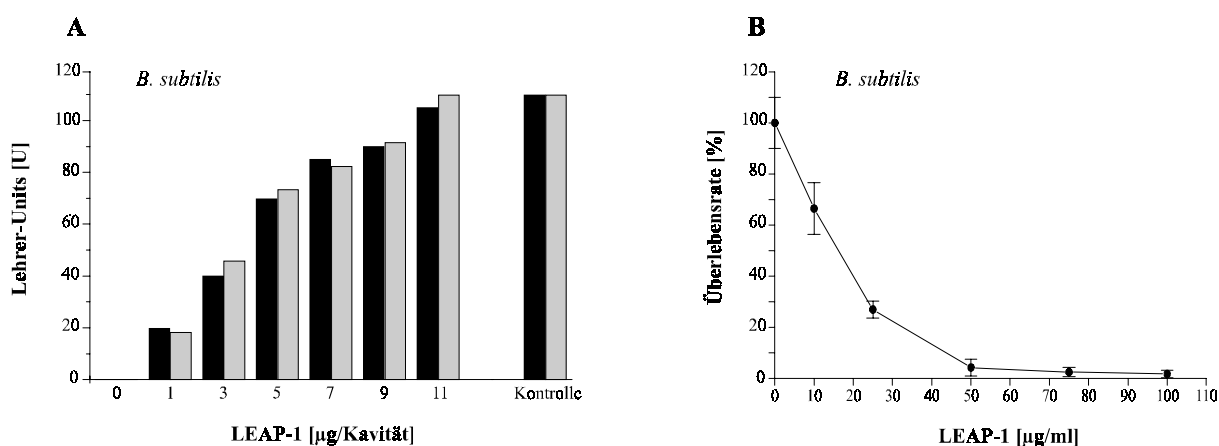 A
B. subtilis
Lehrer-Units [U]
120
100
80
60
40
20
0
0 1 3 5 7 9 11 Kontrolle
LEAP-1 [µg/Kavität]
B
B. subtilis
Überlebensrate [%]
120
100
80
60
40
20
0
0 10 20 30 40 50 60 70 80 90 100 110
LEAP-1 [µg/ml]